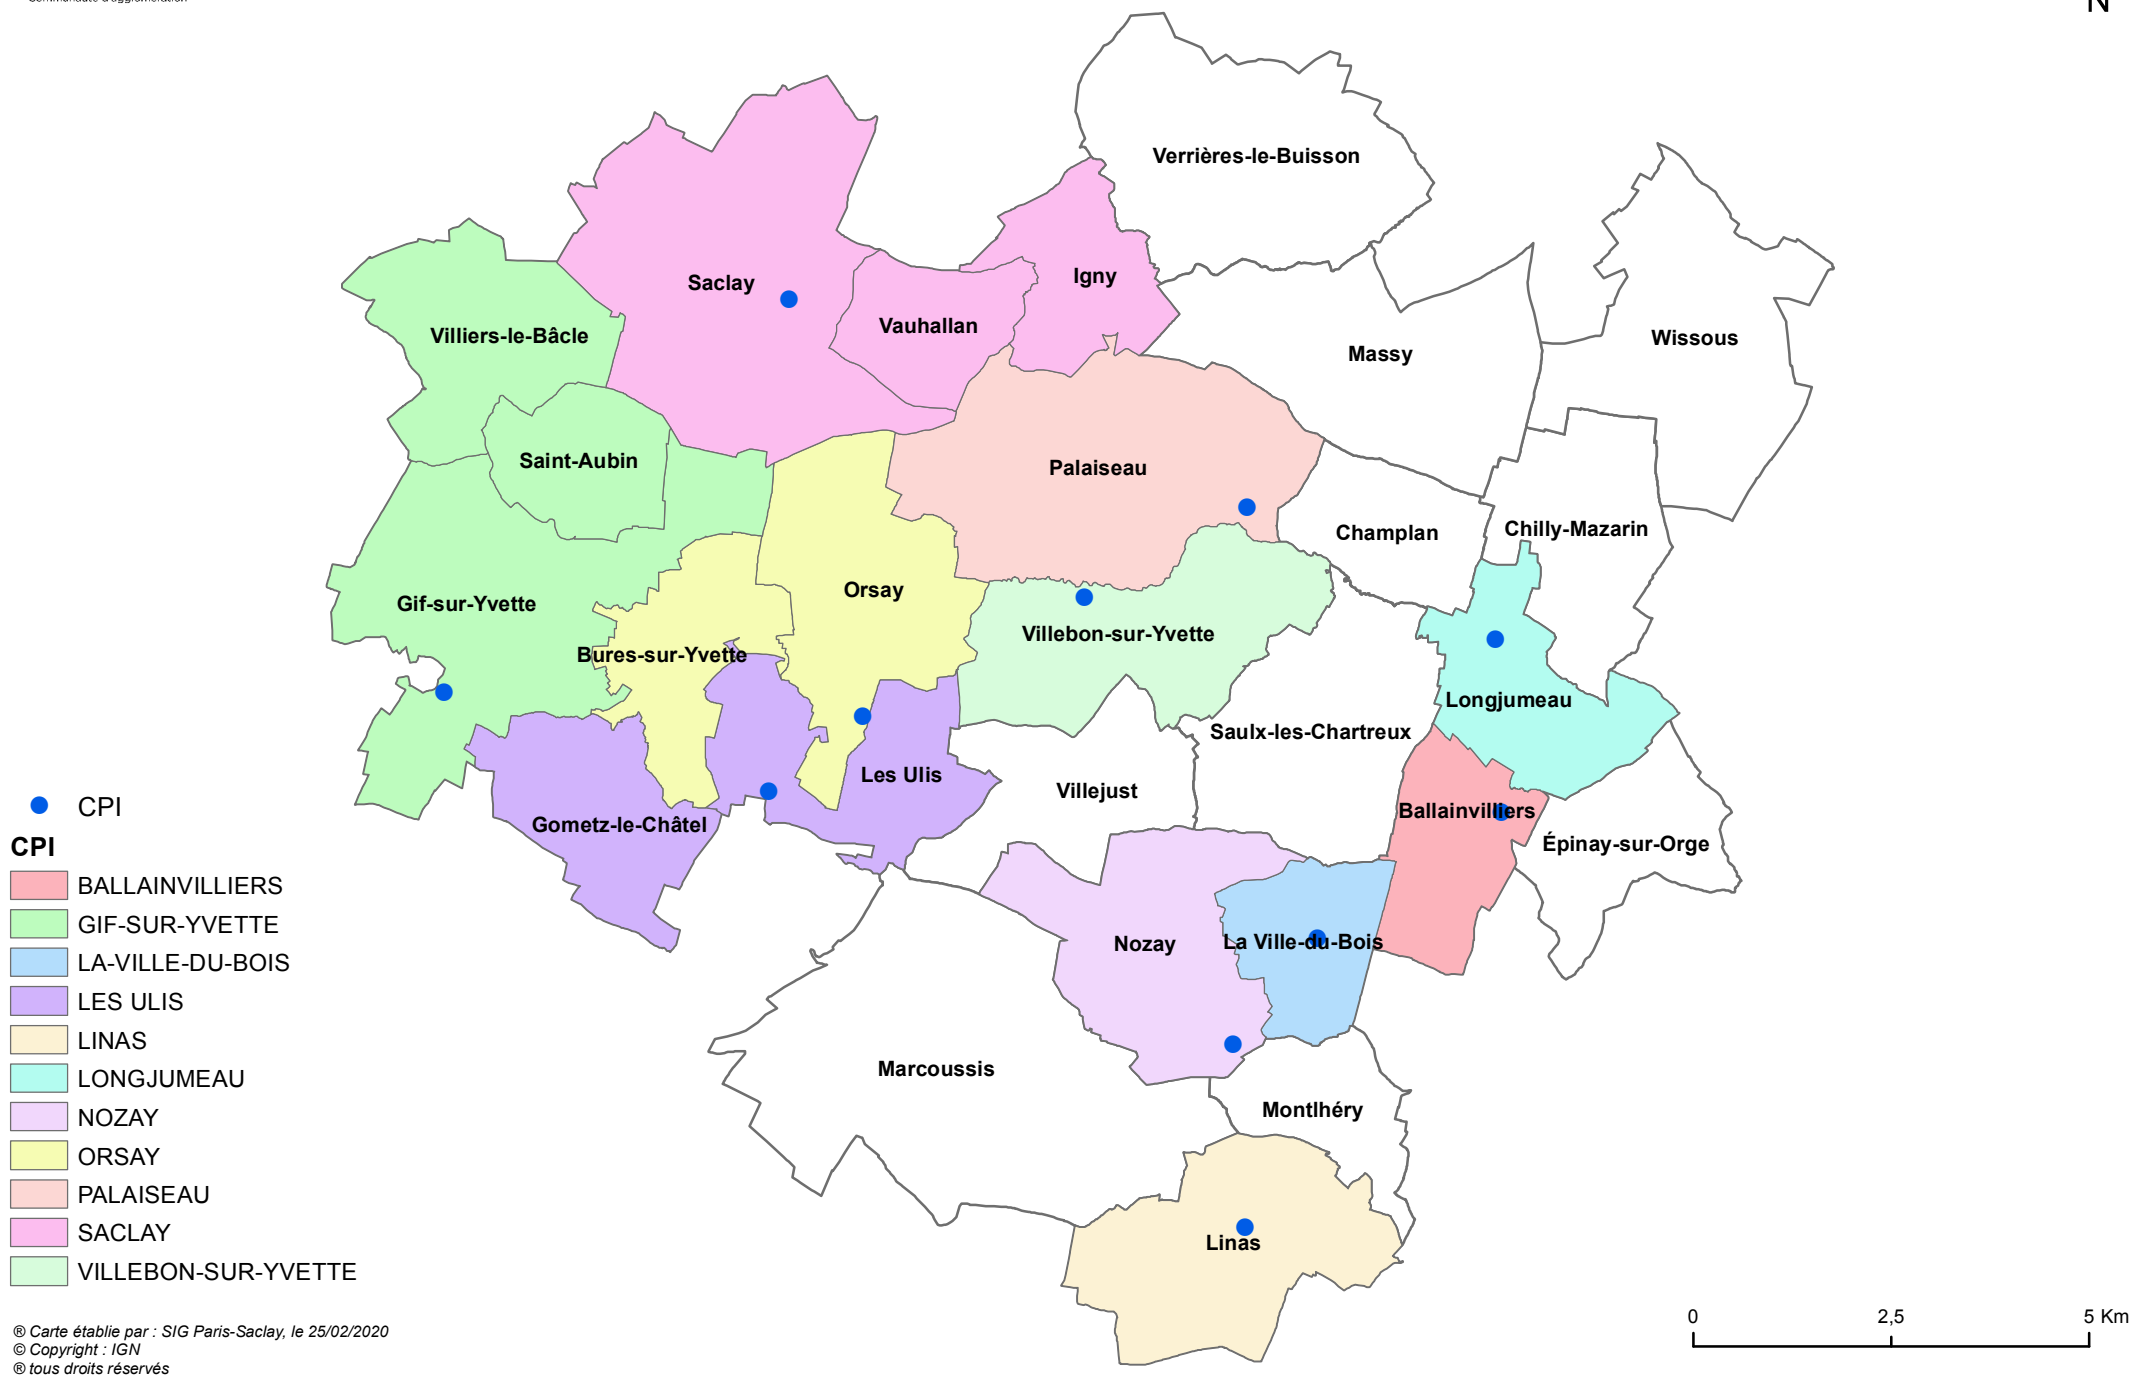 Communauté d'agglomération
N
Verrières-le-Buisson
Igny
Saclay
Vauhallan
Villiers-le-Bâcle
Wissous
Massy
Saint-Aubin
Palaiseau
Champlan
Chilly-Mazarin
Orsay
Gif-sur-Yvette
Villebon-sur-Yvette
Bures-sur-Yvette
Longjumeau
Saulx-les-Chartreux
Les Ulis
Villejust
Ballainvilliers
Gometz-le-Châtel
Épinay-sur-Orge
Nozay
La Ville-du-Bois
Marcoussis
Montlhéry
Linas
CPI
CPI
BALLAINVILLIERS
GIF-SUR-YVETTE
LA-VILLE-DU-BOIS
LES ULIS
LINAS
LONGJUMEAU
NOZAY
ORSAY
PALAISEAU
SACLAY
VILLEBON-SUR-YVETTE
® Carte établie par : SIG Paris-Saclay, le 25/02/2020
© Copyright : IGN
® tous droits réservés
0 2,5 5 Km